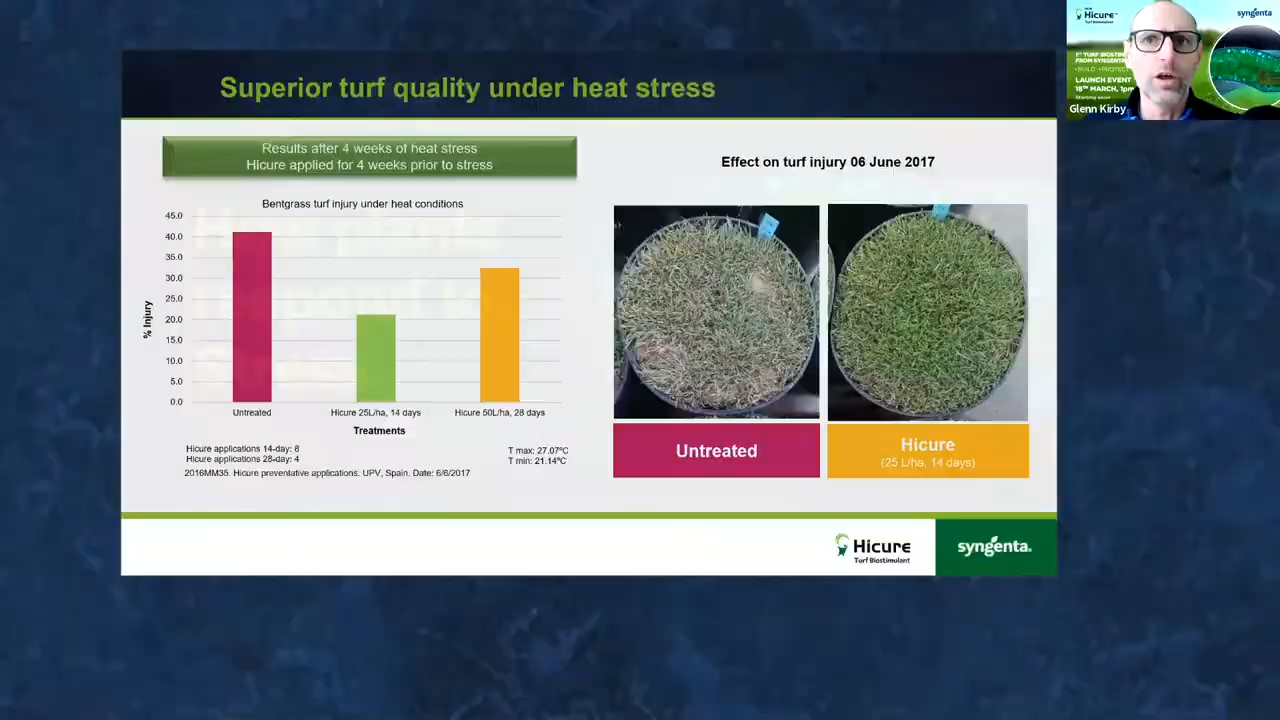 Superior turf quality under heat stress
Results after 4 weeks of heat stress
Hicure applied for 4 weeks prior to stress
Bentgrass turf injury under heat conditions
45.0
40.0
35.0
30.0
25.0
20.0
15.0
10.0
5.0
0.0
% Injury
Untreated
Hicure 25L/ha, 14 days
Hicure 50L/ha, 28 days
Treatments
Hicure applications 14-day: 8
Hicure applications 28-day: 4
T max: 27.07ºC
T min: 21.14ºC
2016MM35. Hicure preventative applications. UPV, Spain. Date: 6/6/2017
Effect on turf injury 06 June 2017
Untreated
Hicure
(25 L/ha, 14 days)
Hicure
Turf Biostimulant
syngenta.
Hicure
Turf Biostimulant
syngenta
1st TURF BIOSTI
FROM SYNGENT
LAUNCH EVENT
18TH MARCH, 1pm
Starting soon
Glenn Kirby